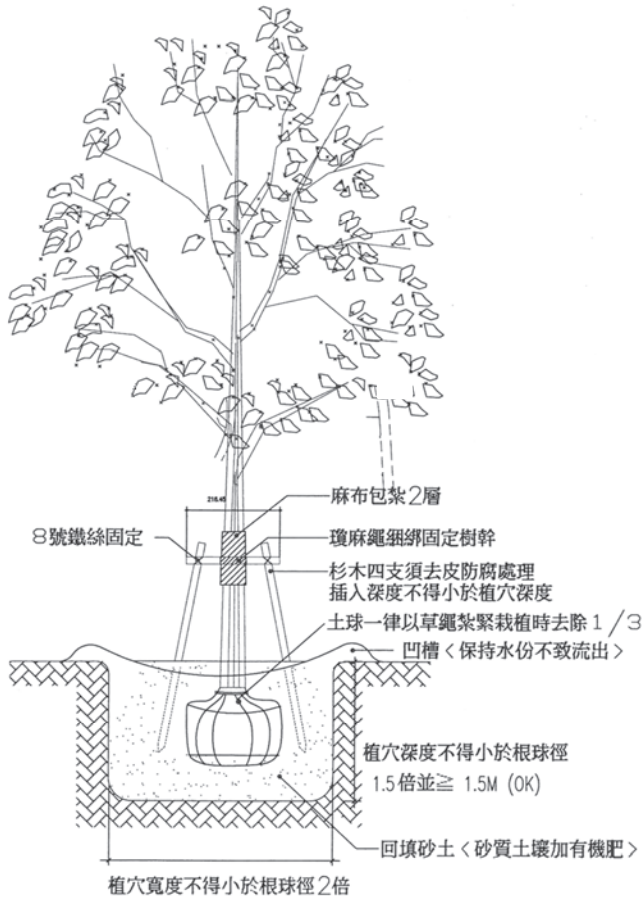 216.45
麻布包紮2層
8號鐵絲固定
瓊麻繩綑綁固定樹幹
杉木四支須去皮防腐處理
插入深度不得小於植穴深度
土球一律以草繩紮緊栽植時去除1/3
凹槽<保持水份不致流出>
植穴深度不得小於根球徑
1.5倍並≧ 1.5M (OK)
回填砂土<砂質土壤加有機肥>
植穴寬度不得小於根球徑2倍